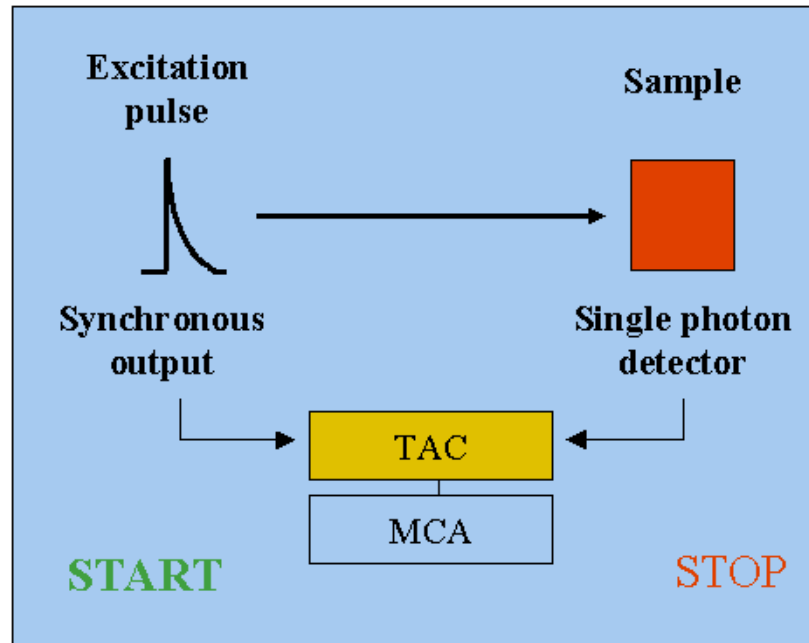 Excitation
pulse
Sample
Synchronous
output
Single photon
detector
TAC
MCA
START
STOP